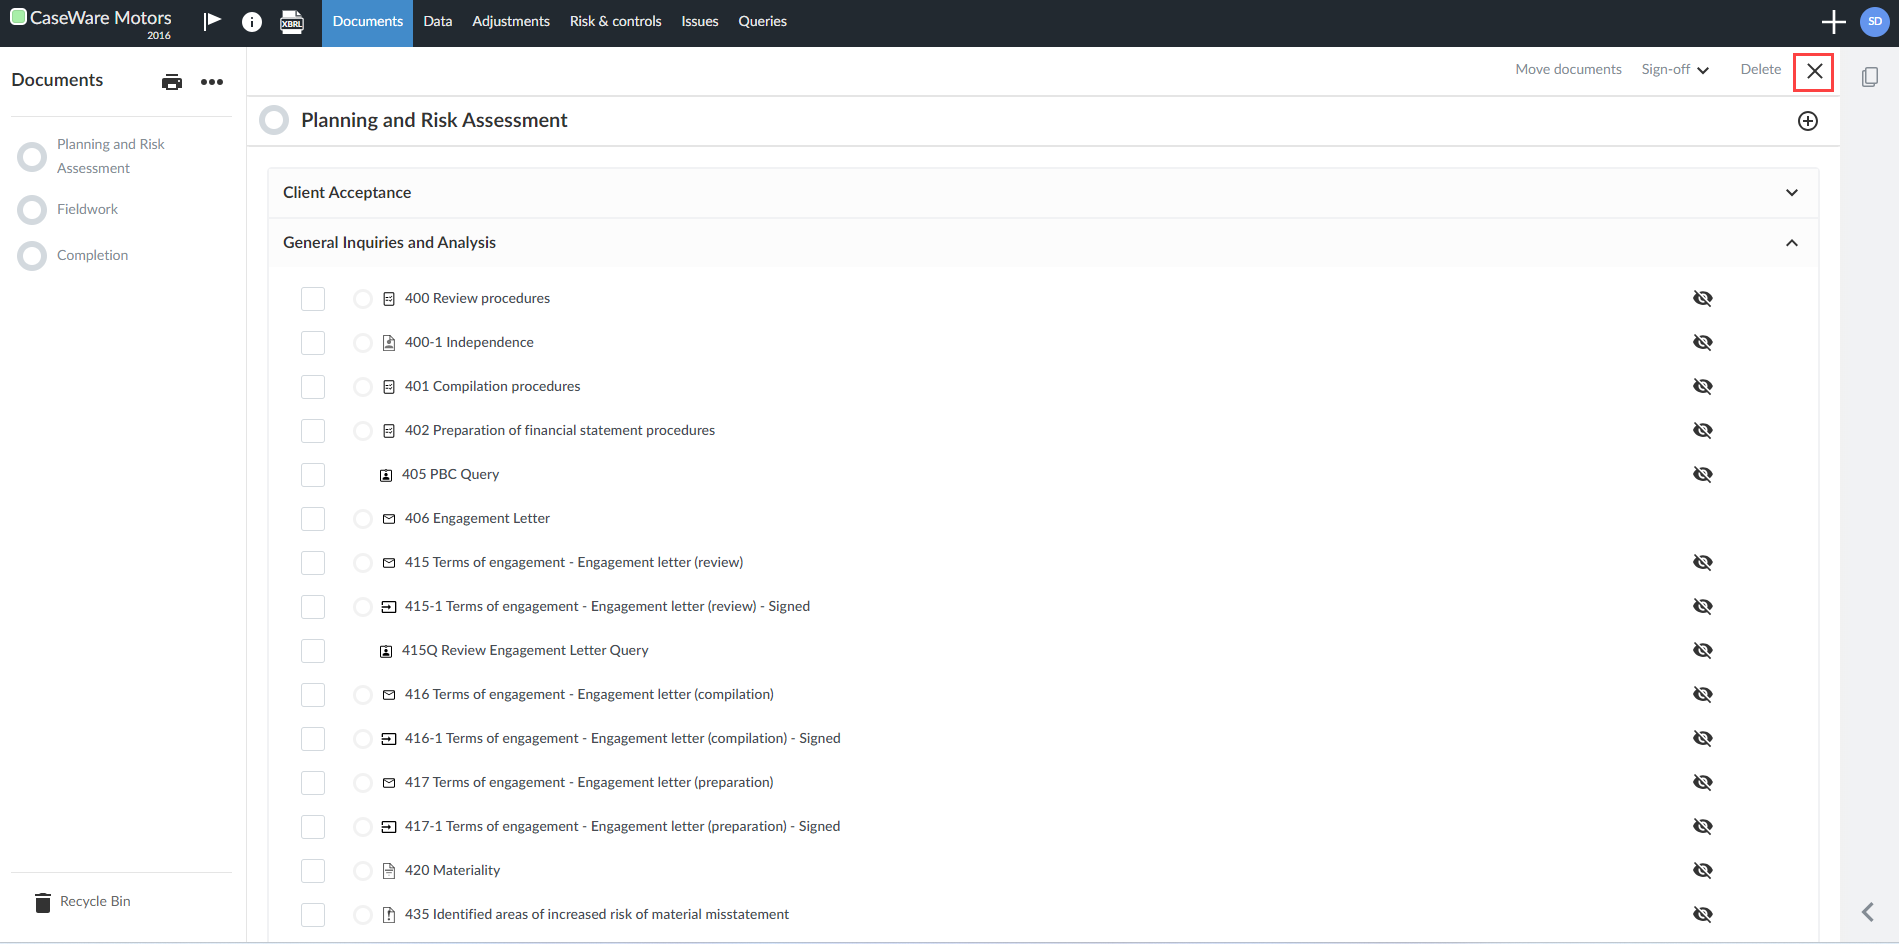 CaseWare Motors
2016
XBRL
Documents Data Adjustments Risk & controls Issues Queries
SD
Documents
Move documents Sign-off Delete
Planning and Risk Assessment
Planning and Risk
Assessment
Fieldwork
Completion
Client Acceptance
General Inquiries and Analysis
400 Review procedures
400-1 Independence
401 Compilation procedures
402 Preparation of financial statement procedures
405 PBC Query
406 Engagement Letter
415 Terms of engagement - Engagement letter (review)
415-1 Terms of engagement - Engagement letter (review) - Signed
415Q Review Engagement Letter Query
416 Terms of engagement - Engagement letter (compilation)
416-1 Terms of engagement - Engagement letter (compilation) - Signed
417 Terms of engagement - Engagement letter (preparation)
417-1 Terms of engagement - Engagement letter (preparation) - Signed
420 Materiality
435 Identified areas of increased risk of material misstatement
Recycle Bin